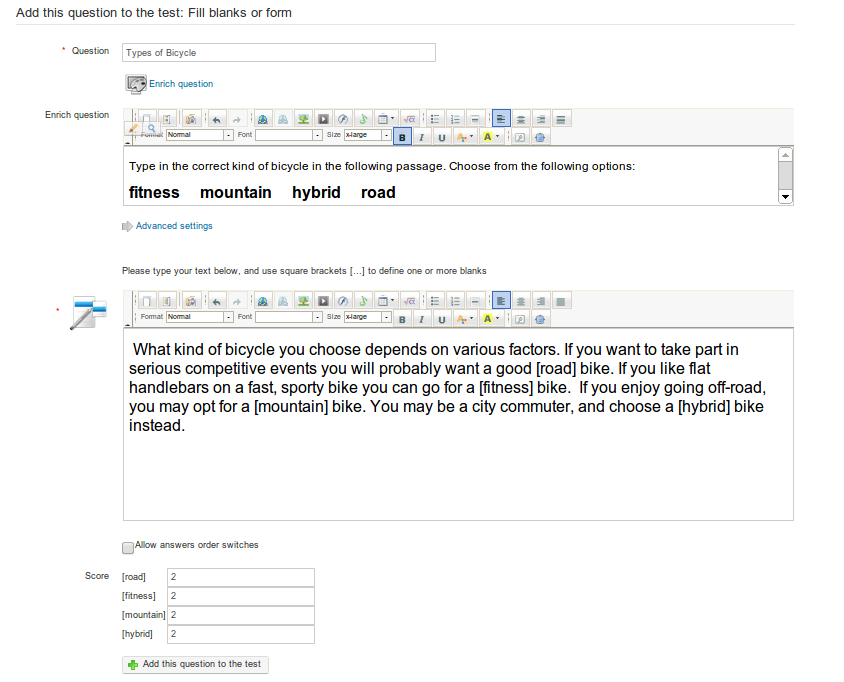 Add this question to the test: Fill blanks or form
* Question Types of Bicycle
Enrich question
Enrich question
Format Normal Font Size x-large B I U A A
Type in the correct kind of bicycle in the following passage. Choose from the following options:
fitness mountain hybrid road
Advanced settings
Please type your text below, and use square brackets [...] to define one or more blanks
*
Format Normal Font Size x-large B I U A A
What kind of bicycle you choose depends on various factors. If you want to take part in
serious competitive events you will probably want a good [road] bike. If you like flat
handlebars on a fast, sporty bike you can go for a [fitness] bike. If you enjoy going off-road,
you may opt for a [mountain] bike. You may be a city commuter, and choose a [hybrid] bike
instead.
Allow answers order switches
Score [road] 2
[fitness] 2
[mountain] 2
[hybrid] 2
Add this question to the test